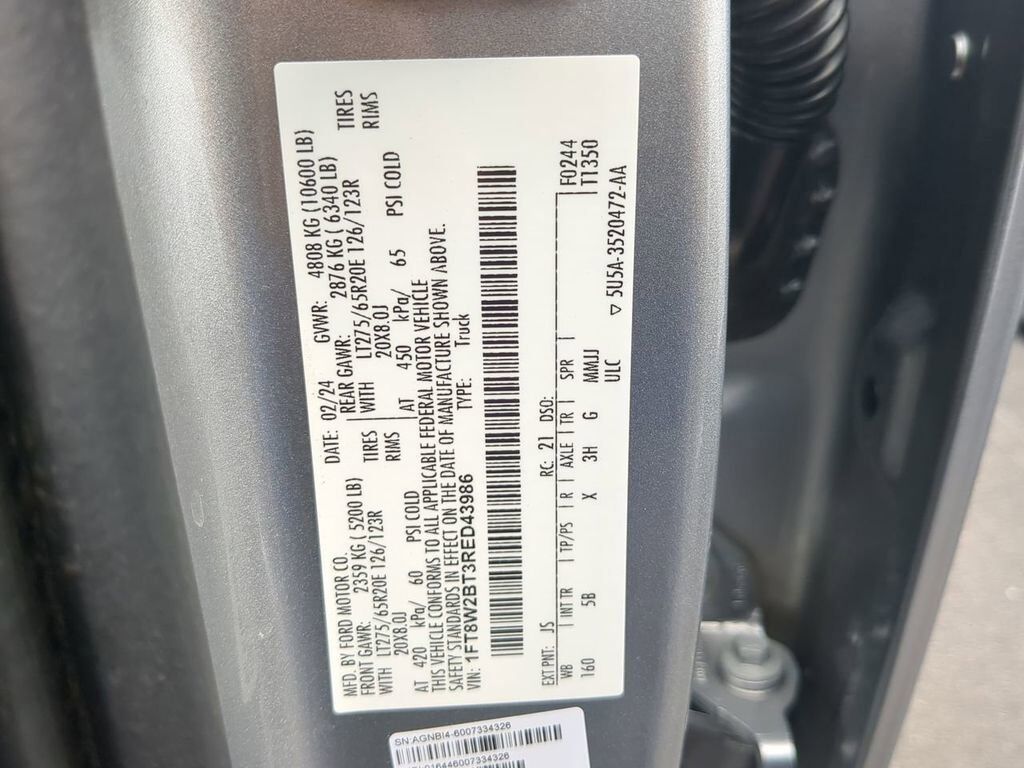 MFD. BY FORD MOTOR CO.
DATE: 02/24 GVWR: 4808 KG (10600 LB)
FRONT GAWR: 2359 KG (5200 LB)
REAR GAWR: 2876 KG ( 6340 LB)
WITH LT275/65R20E 126/123R TIRES
WITH LT275/65R20E 126/123R TIRES
20X8.0J RIMS
20X8.0J RIMS
AT 420 kPa/ 60 PSI COLD
AT 450 kPa/ 65 PSI COLD
THIS VEHICLE CONFORMS TO ALL APPLICABLE FEDERAL MOTOR VEHICLE
SAFETY STANDARDS IN EFFECT ON THE DATE OF MANUFACTURE SHOWN ABOVE.
VIN: 1FT8W2BT3RED43986 TYPE: Truck
EXT PNT: JS RC: 21 DSO: F0244
WB INT TR TP/PS R AXLE TR SPR T1350
160 5B X 3H G MMUJ
ULC
5U5A-3520472-AA
SN:AGNBI4-6007334326